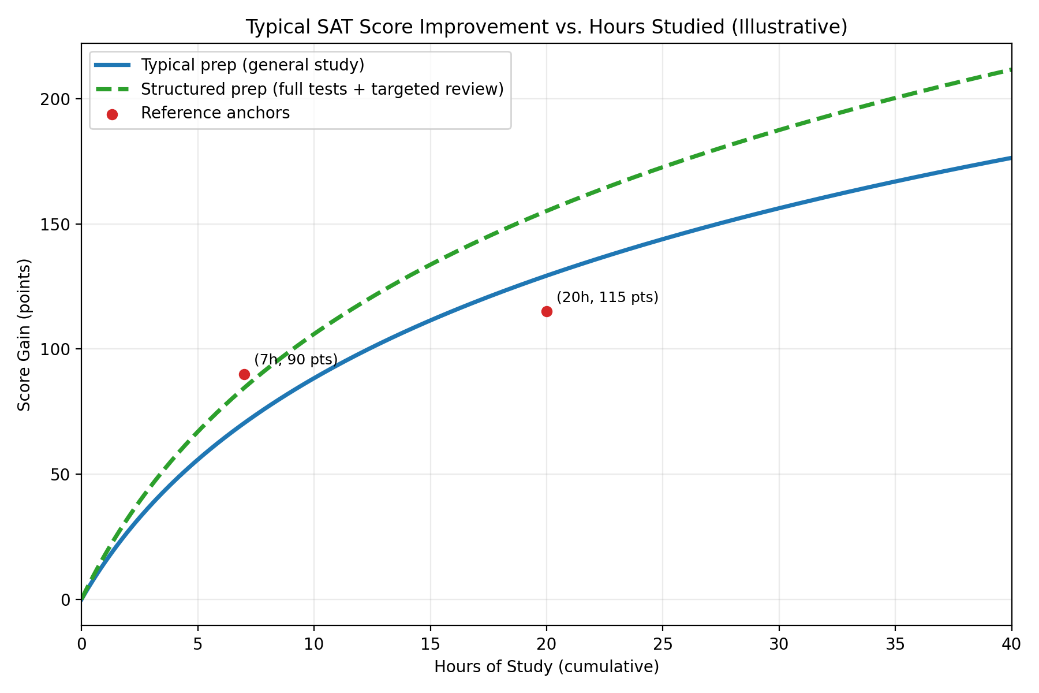 Typical SAT Score Improvement vs. Hours Studied (Illustrative)
Typical prep (general study)
Structured prep (full tests + targeted review)
Reference anchors
Score Gain (points)
200
150
100
50
0
(7h, 90 pts)
(20h, 115 pts)
0 5 10 15 20 25 30 35 40
Hours of Study (cumulative)